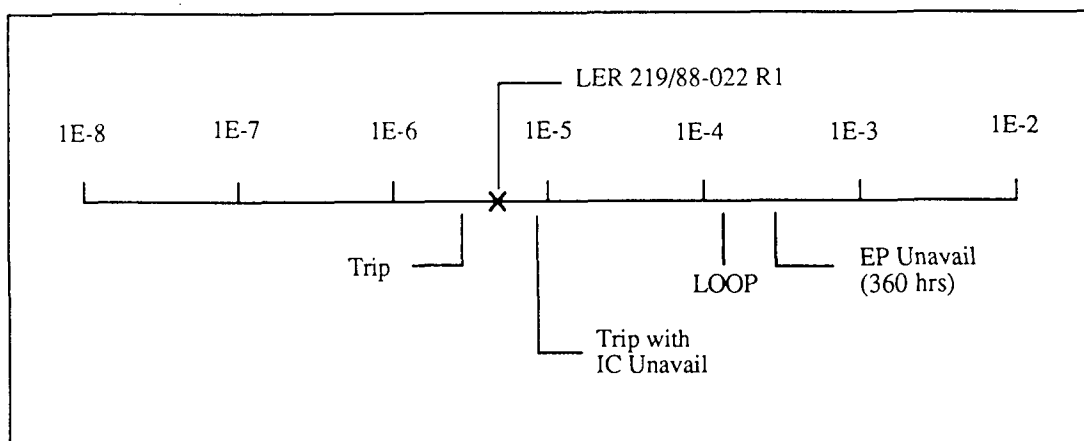 LER 219/88-022 R1
1E-8 1E-7 1E-6 1E-5 1E-4 1E-3 1E-2
Trip
LOOP
EP Unavail
(360 hrs)
Trip with
IC Unavail